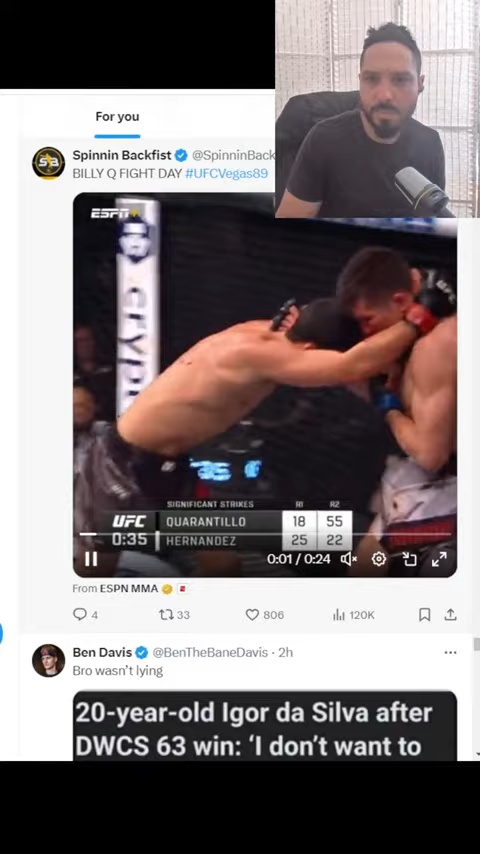 For you
Spinnin Backfist @SpinninBack
BILLY Q FIGHT DAY #UFCVegas89
ESPN+
SB
CRYPT
SIGNIFICANT STRIKES R1 R2
UFC QUARANTILLO 18 55
0:35 HERNANDEZ 25 22
0:01 / 0:24
From ESPN MMA
4 33 806 120K
Ben Davis @BenTheBaneDavis · 2h
Bro wasn't lying
20-year-old Igor da Silva after
DWCS 63 win: 'I don't want to